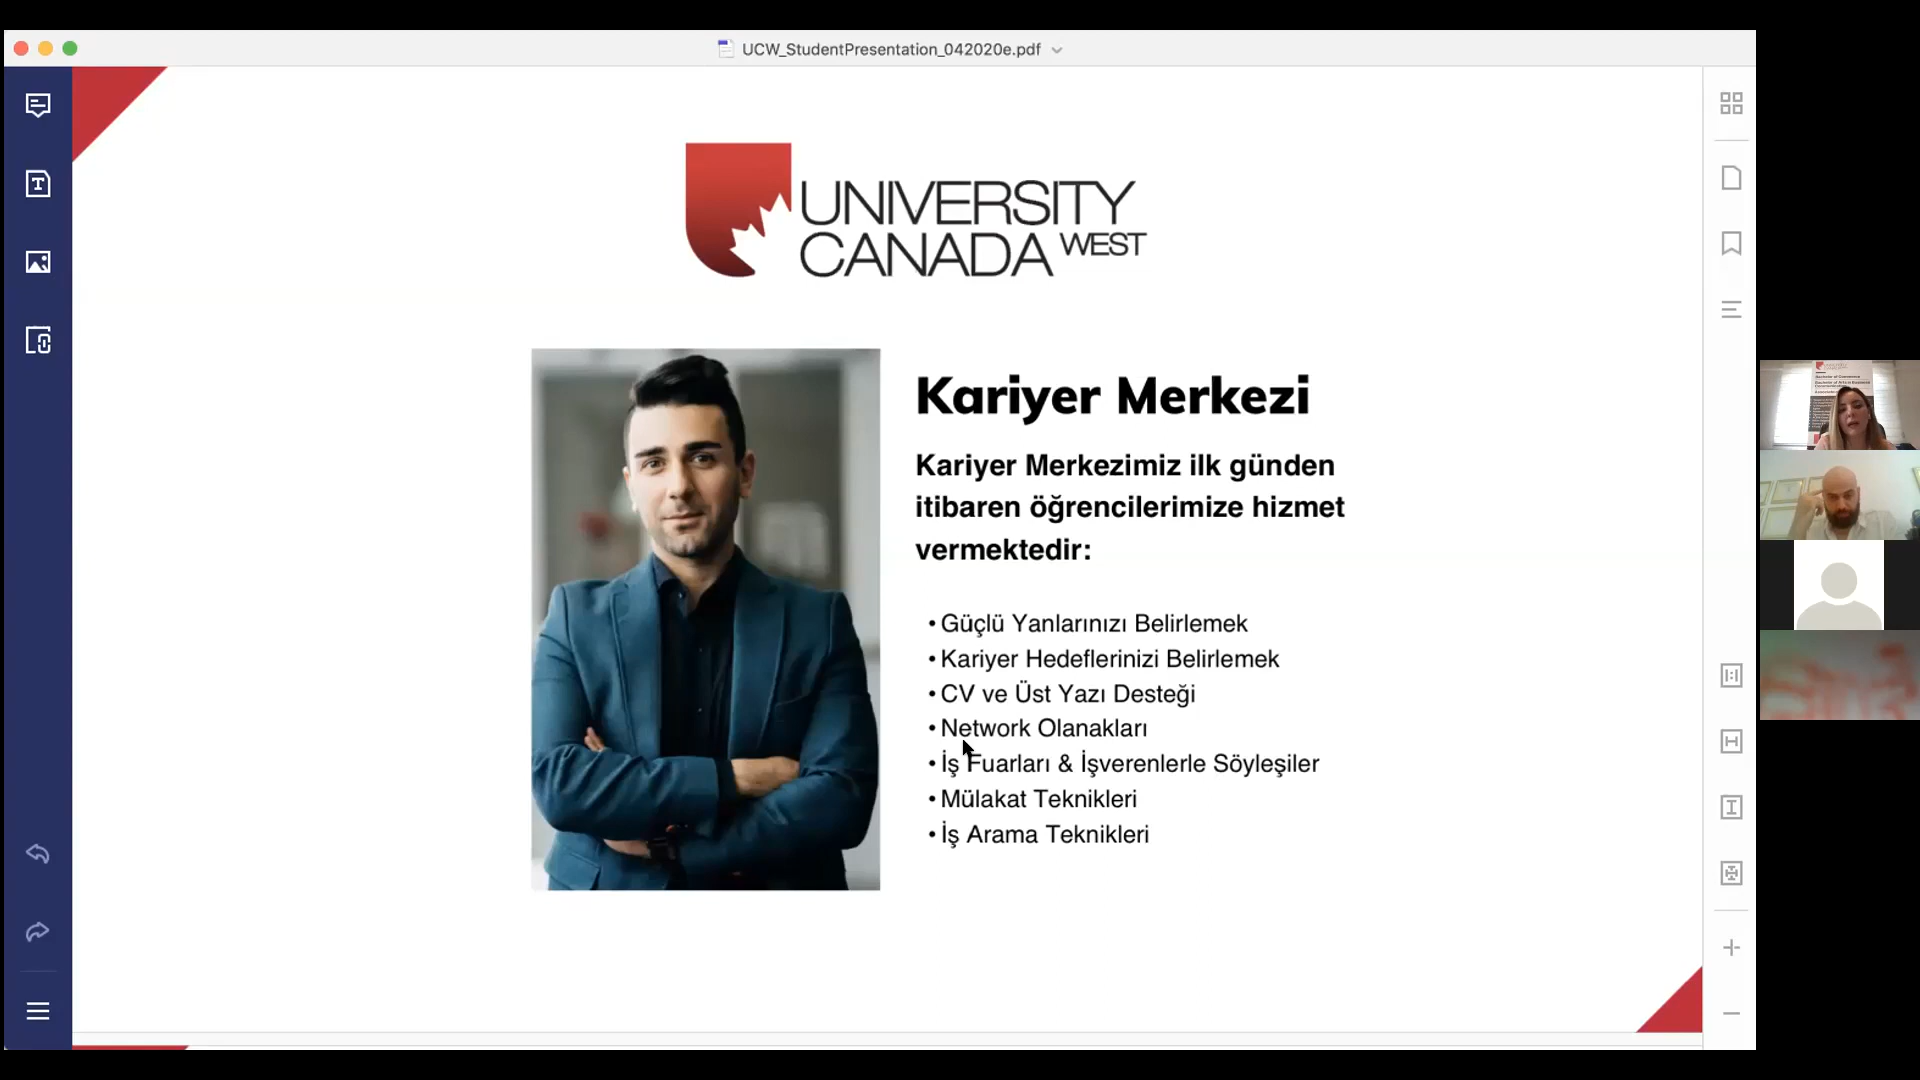 UCW_StudentPresentation_042020e.pdf
UNIVERSITY
CANADA WEST
Kariyer Merkezi
Kariyer Merkezimiz ilk günden
itibaren öğrencilerimize hizmet
vermektedir:
• Güçlü Yanlarınızı Belirlemek
• Kariyer Hedeflerinizi Belirlemek
• CV ve Üst Yazı Desteği
• Network Olanakları
• İş Fuarları & İşverenlerle Söyleşiler
• Mülakat Teknikleri
• İş Arama Teknikleri